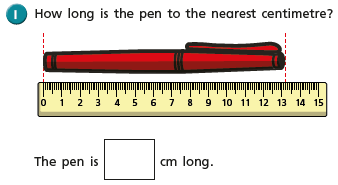 1 How long is the pen to the nearest centimetre?
0 1 2 3 4 5 6 7 8 9 10 11 12 13 14 15
The pen is cm long.